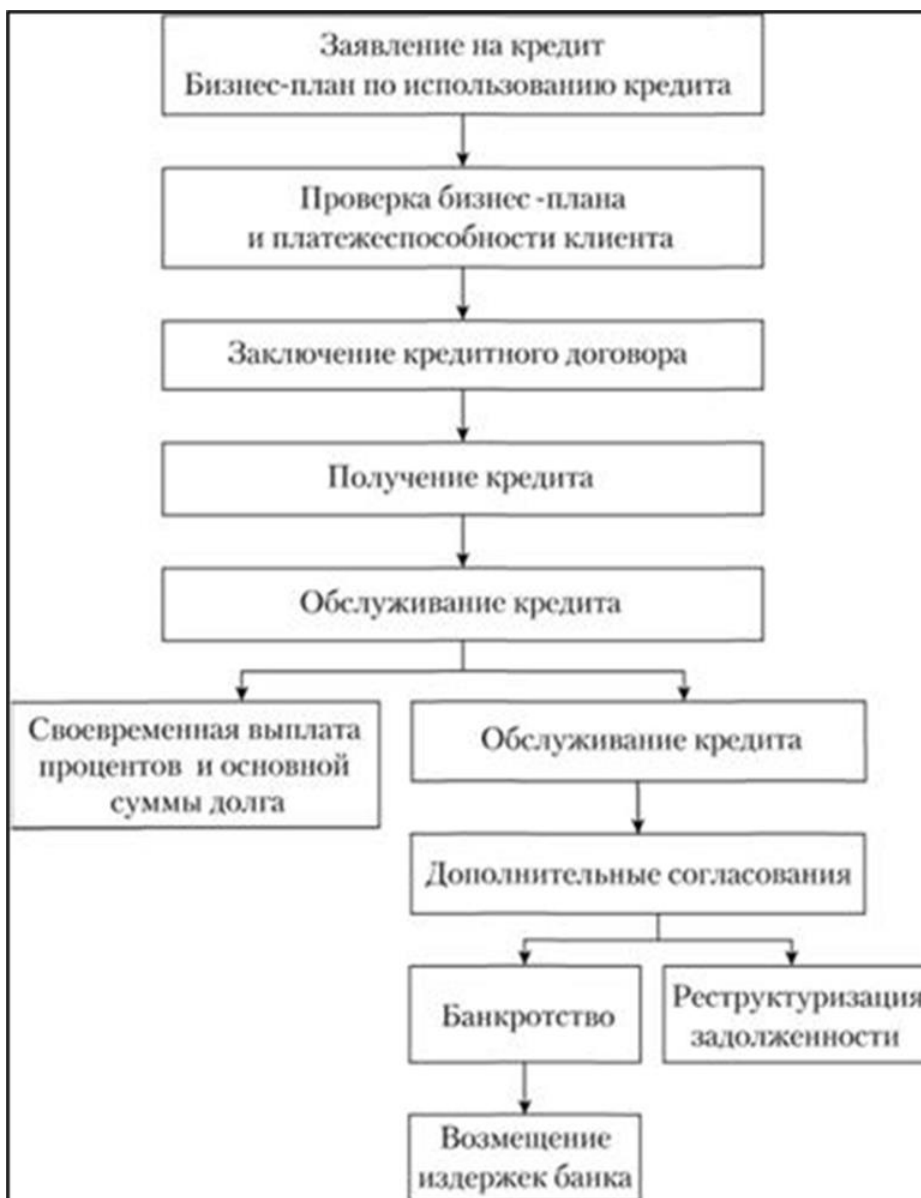 Заявление на кредит
Бизнес-план по использованию кредита
Проверка бизнес -плана
и платежеспособности клиента
Заключение кредитного договора
Получение кредита
Обслуживание кредита
Своевременная выплата
процентов и основной
суммы долга
Обслуживание кредита
Дополнительные согласования
Банкротство
Реструктуризация
задолженности
Возмещение
издержек банка